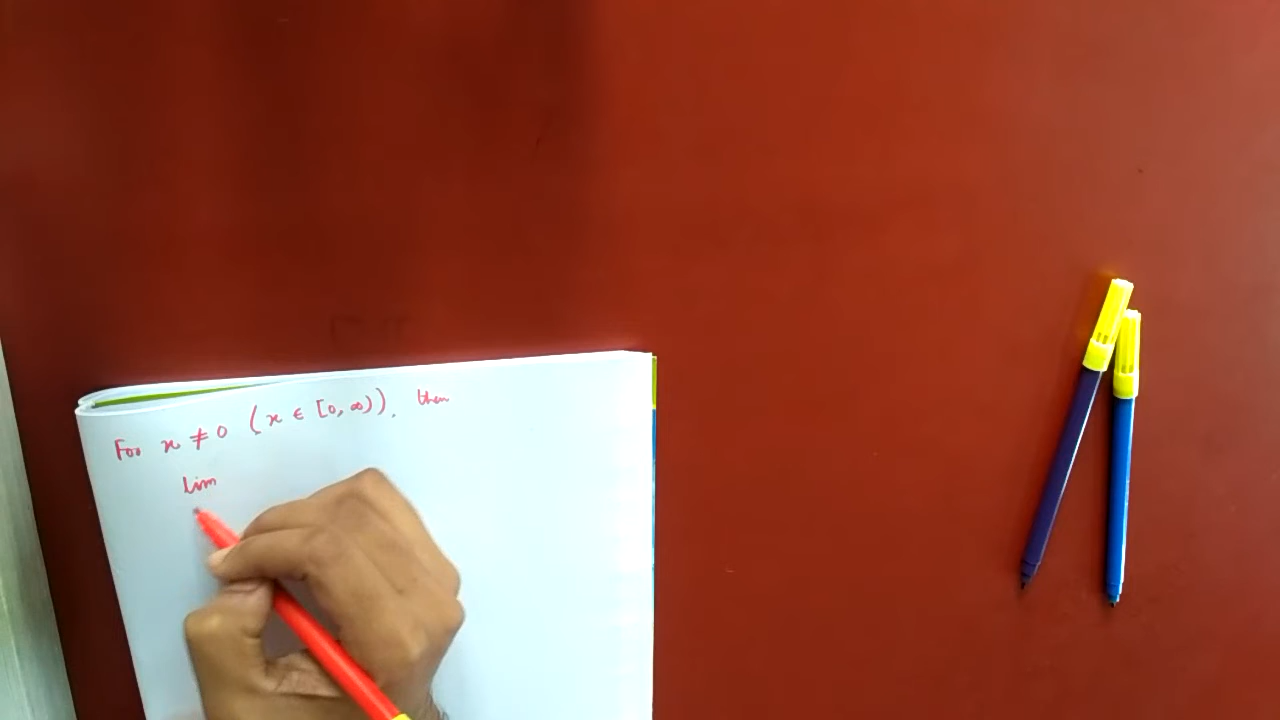 For x ≠ 0 (x ∈ [0, ∞)), then
lim